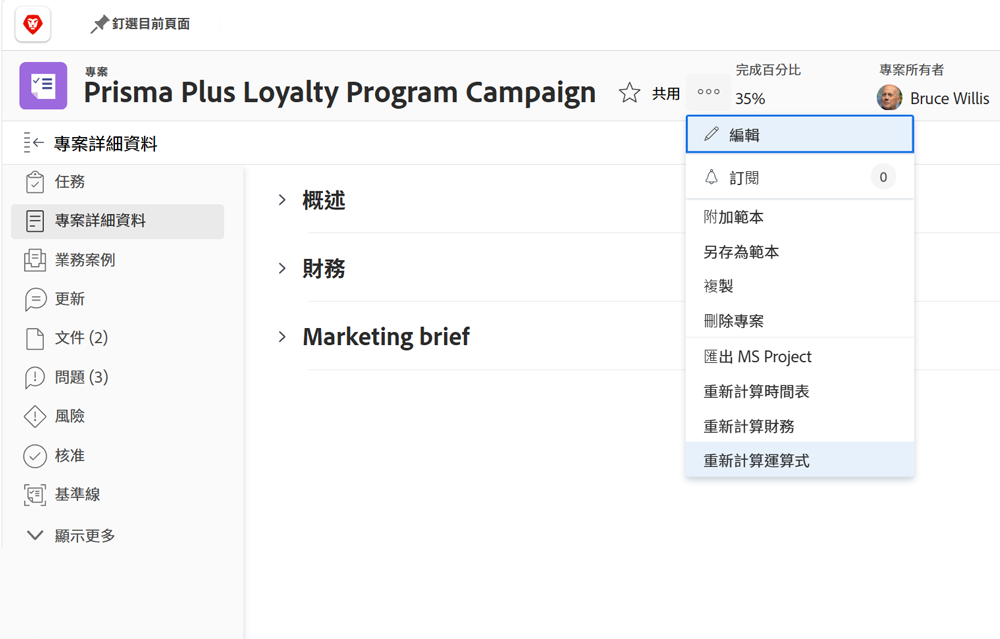 釘選目前頁面
專案
Prisma Plus Loyalty Program Campaign
共用
完成百分比
35%
專案所有者
Bruce Willis
專案詳細資料
任務
專案詳細資料
業務案例
更新
文件 (2)
問題 (3)
風險
核准
基準線
顯示更多
概述
財務
Marketing brief
編輯
訂閱 0
附加範本
另存為範本
複製
刪除專案
匯出 MS Project
重新計算時間表
重新計算財務
重新計算運算式